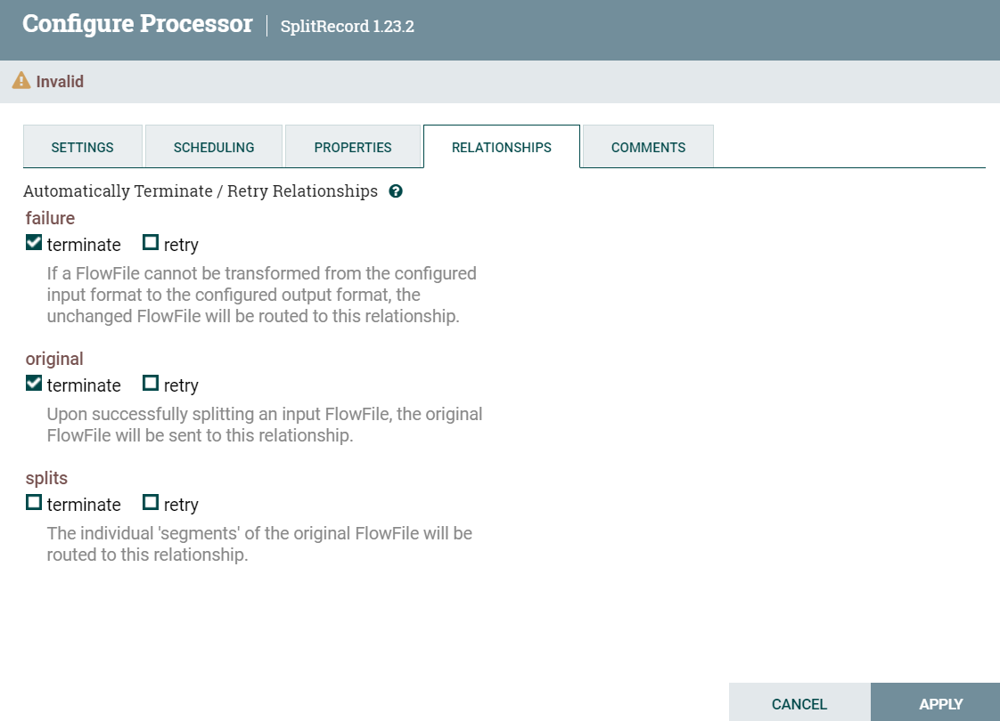 Configure Processor | SplitRecord 1.23.2
Invalid
SETTINGS SCHEDULING PROPERTIES RELATIONSHIPS COMMENTS
Automatically Terminate / Retry Relationships ?
failure
terminate retry
If a FlowFile cannot be transformed from the configured
input format to the configured output format, the
unchanged FlowFile will be routed to this relationship.
original
terminate retry
Upon successfully splitting an input FlowFile, the original
FlowFile will be sent to this relationship.
splits
terminate retry
The individual 'segments' of the original FlowFile will be
routed to this relationship.
CANCEL APPLY